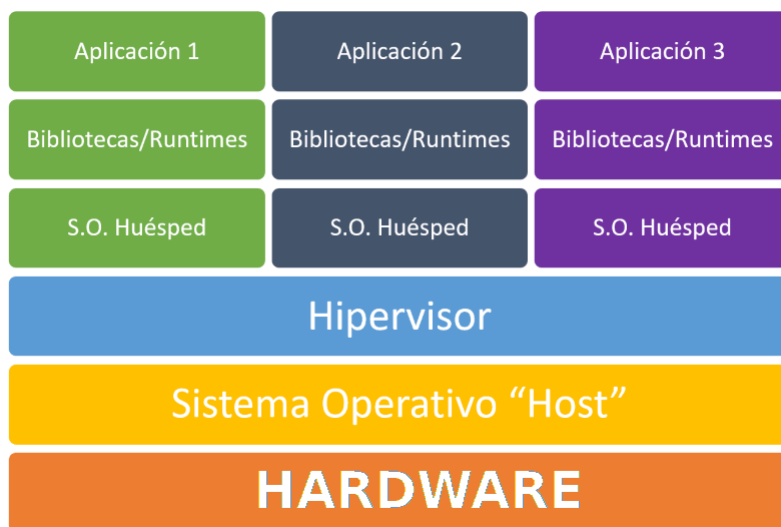 Aplicación 1
Aplicación 2
Aplicación 3
Bibliotecas/Runtimes
Bibliotecas/Runtimes
Bibliotecas/Runtimes
S.O. Huésped
S.O. Huésped
S.O. Huésped
Hipervisor
Sistema Operativo “Host”
HARDWARE